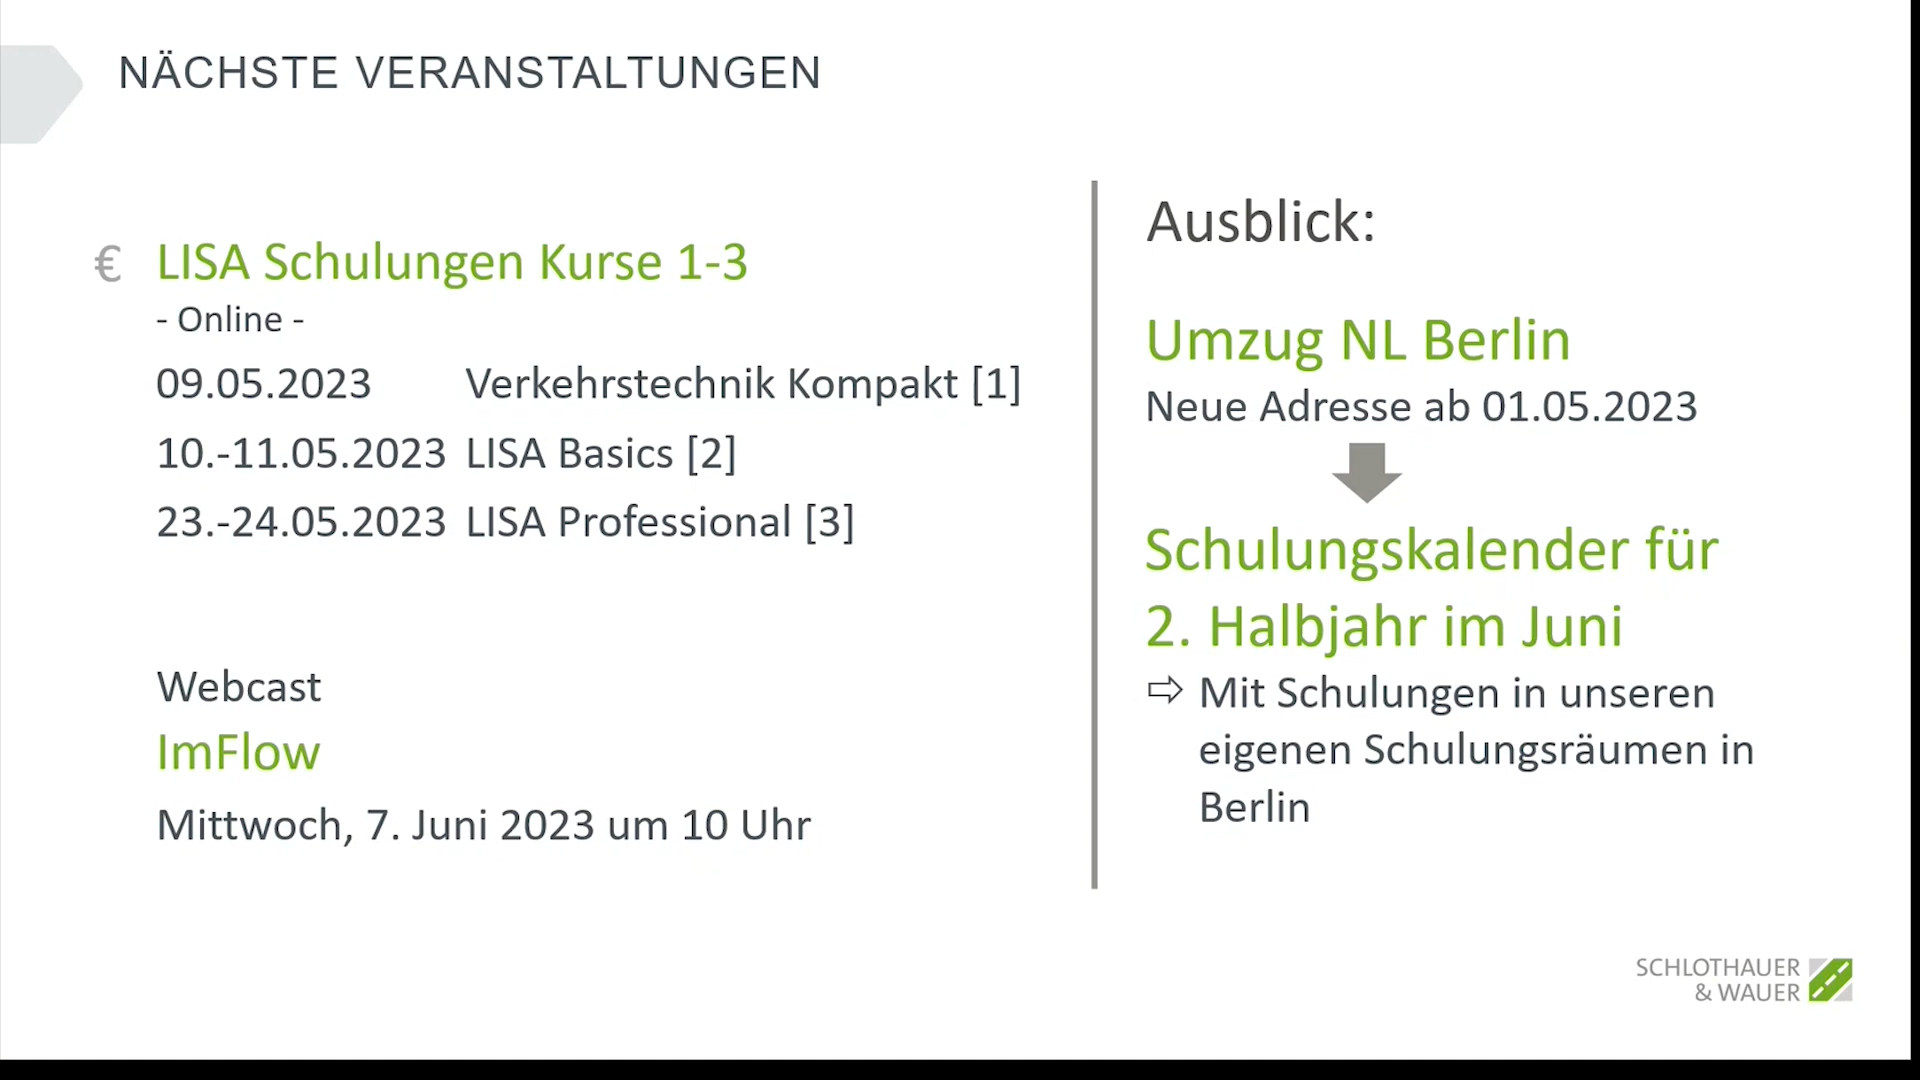 NÄCHSTE VERANSTALTUNGEN
€ LISA Schulungen Kurse 1-3
- Online -
09.05.2023 Verkehrstechnik Kompakt [1]
10.-11.05.2023 LISA Basics [2]
23.-24.05.2023 LISA Professional [3]
Webcast
ImFlow
Mittwoch, 7. Juni 2023 um 10 Uhr
Ausblick:
Umzug NL Berlin
Neue Adresse ab 01.05.2023
Schulungskalender für
2. Halbjahr im Juni
⇨ Mit Schulungen in unseren
eigenen Schulungsräumen in
Berlin
SCHLOTHAUER
& WAUER